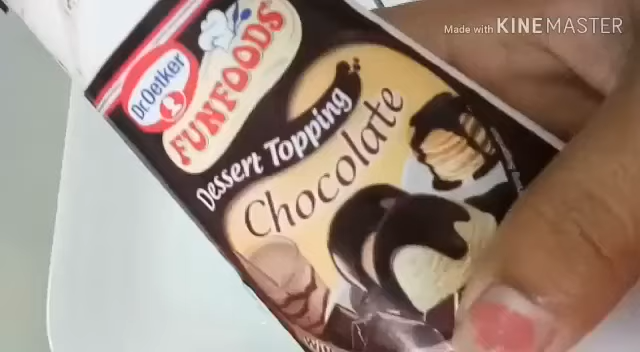 Made with KINEMASTER
Dr.Oetker
FUNFOODS
Dessert Topping
Chocolate